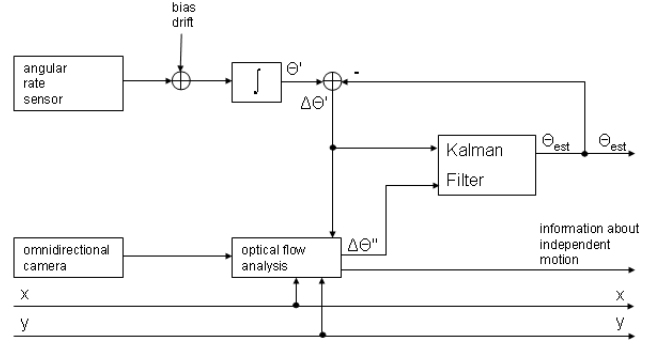 bias
drift
angular
rate
sensor
∫
Θ'
-
ΔΘ'
Kalman
Filter
Θest
Θest
omnidirectional
camera
optical flow
analysis
ΔΘ"
information about
independent
motion
x
x
y
y